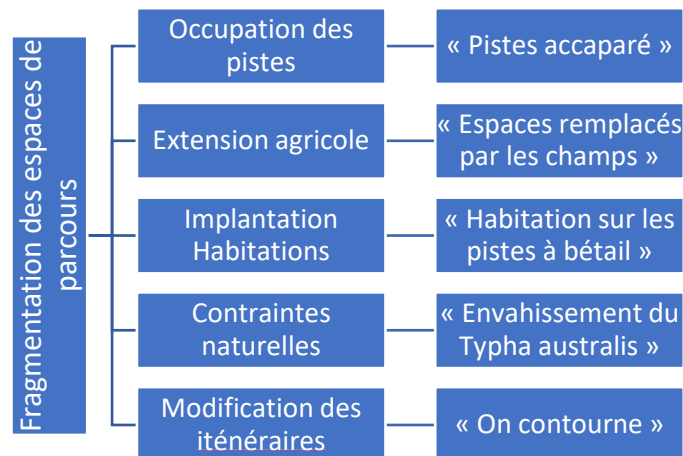 Fragmentation des espaces de
parcours
Occupation des
pistes
« Pistes accaparé »
Extension agricole
« Espaces remplacés
par les champs »
Implantation
Habitations
« Habitation sur les
pistes à bétail »
Contraintes
naturelles
« Envahissement du
Typha australis »
Modification des
iténéraires
« On contourne »